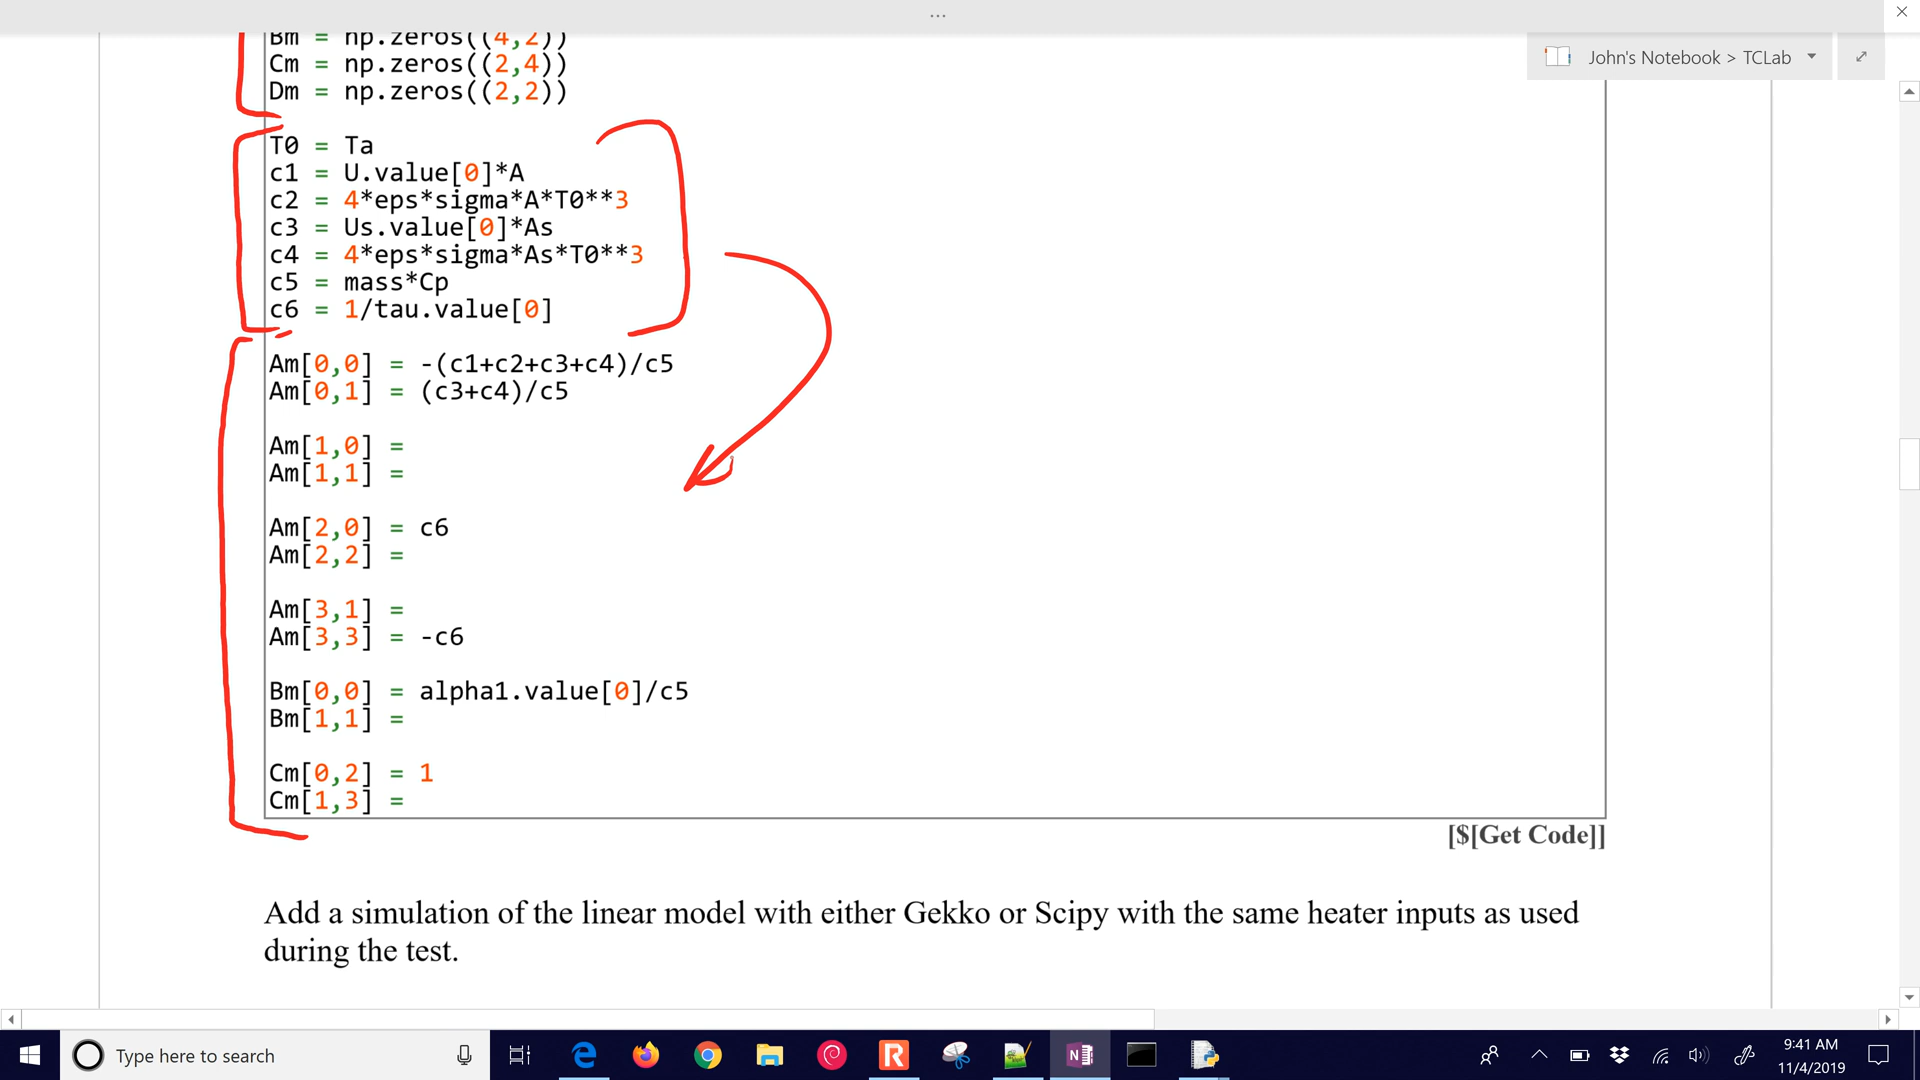 ...
John's Notebook > TCLab
Bm = np.zeros((4,2))
Cm = np.zeros((2,4))
Dm = np.zeros((2,2))
T0 = Ta
c1 = U.value[0]*A
c2 = 4*eps*sigma*A*T0**3
c3 = Us.value[0]*As
c4 = 4*eps*sigma*As*T0**3
c5 = mass*Cp
c6 = 1/tau.value[0]
Am[0,0] = -(c1+c2+c3+c4)/c5
Am[0,1] = (c3+c4)/c5
Am[1,0] =
Am[1,1] =
Am[2,0] = c6
Am[2,2] =
Am[3,1] =
Am[3,3] = -c6
Bm[0,0] = alpha1.value[0]/c5
Bm[1,1] =
Cm[0,2] = 1
Cm[1,3] =
[$[Get Code]]
Add a simulation of the linear model with either Gekko or Scipy with the same heater inputs as used
during the test.
Type here to search
R
N
9:41 AM
11/4/2019